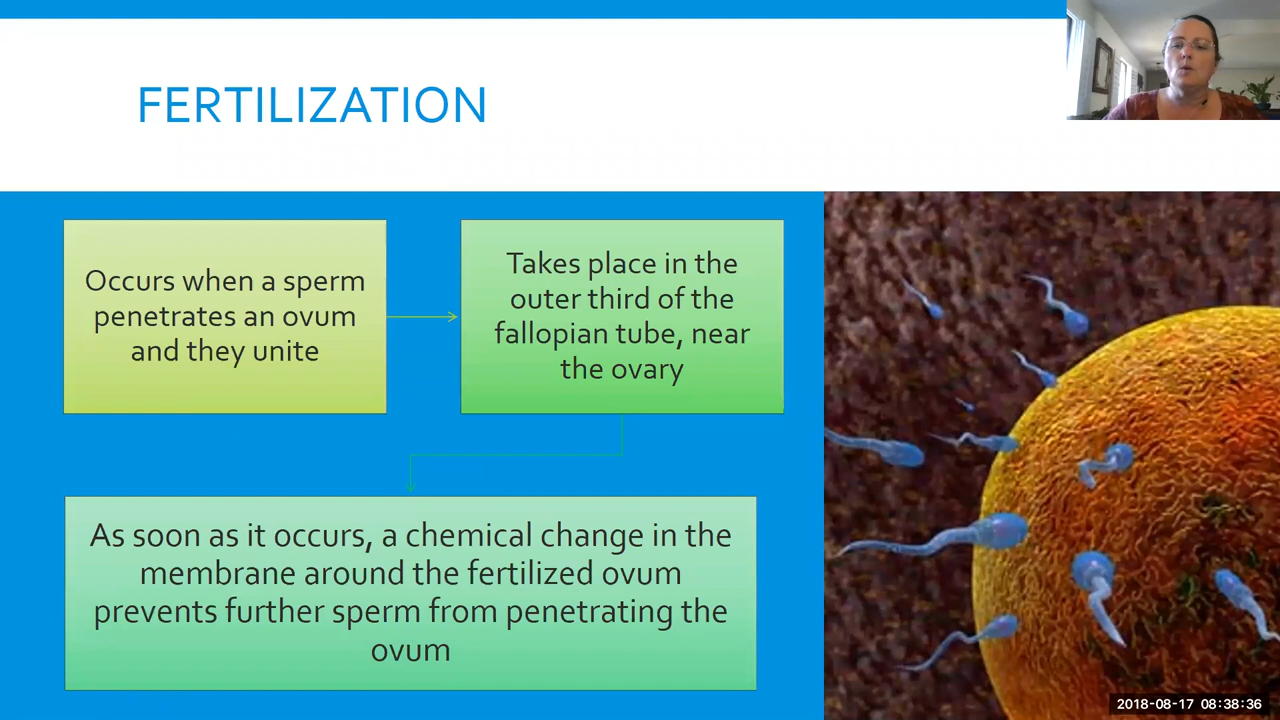 FERTILIZATION
Occurs when a sperm
penetrates an ovum
and they unite
Takes place in the
outer third of the
fallopian tube, near
the ovary
As soon as it occurs, a chemical change in the
membrane around the fertilized ovum
prevents further sperm from penetrating the
ovum
2018-08-17 08:38:36